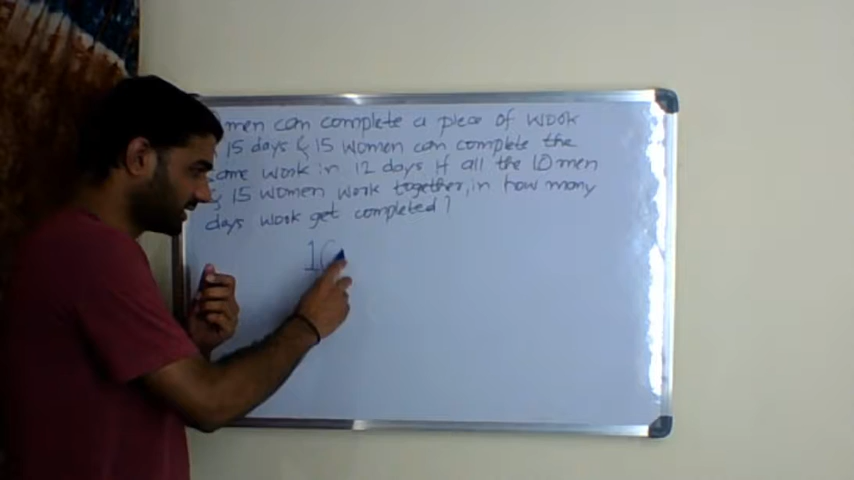 men can complete a piece of work
15 days & 15 women can complete the
same work in 12 days if all the 10 men
& 15 women work together, in how many
days work get completed?
10